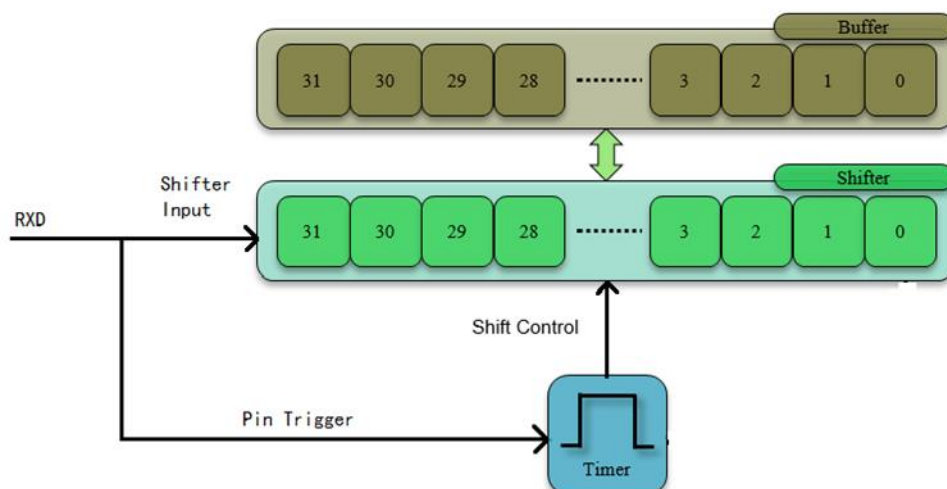 Buffer
31 30 29 28 3 2 1 0
Shifter
Input
Shifter
RXD
31 30 29 28 3 2 1 0
Shift Control
Pin Trigger
Timer